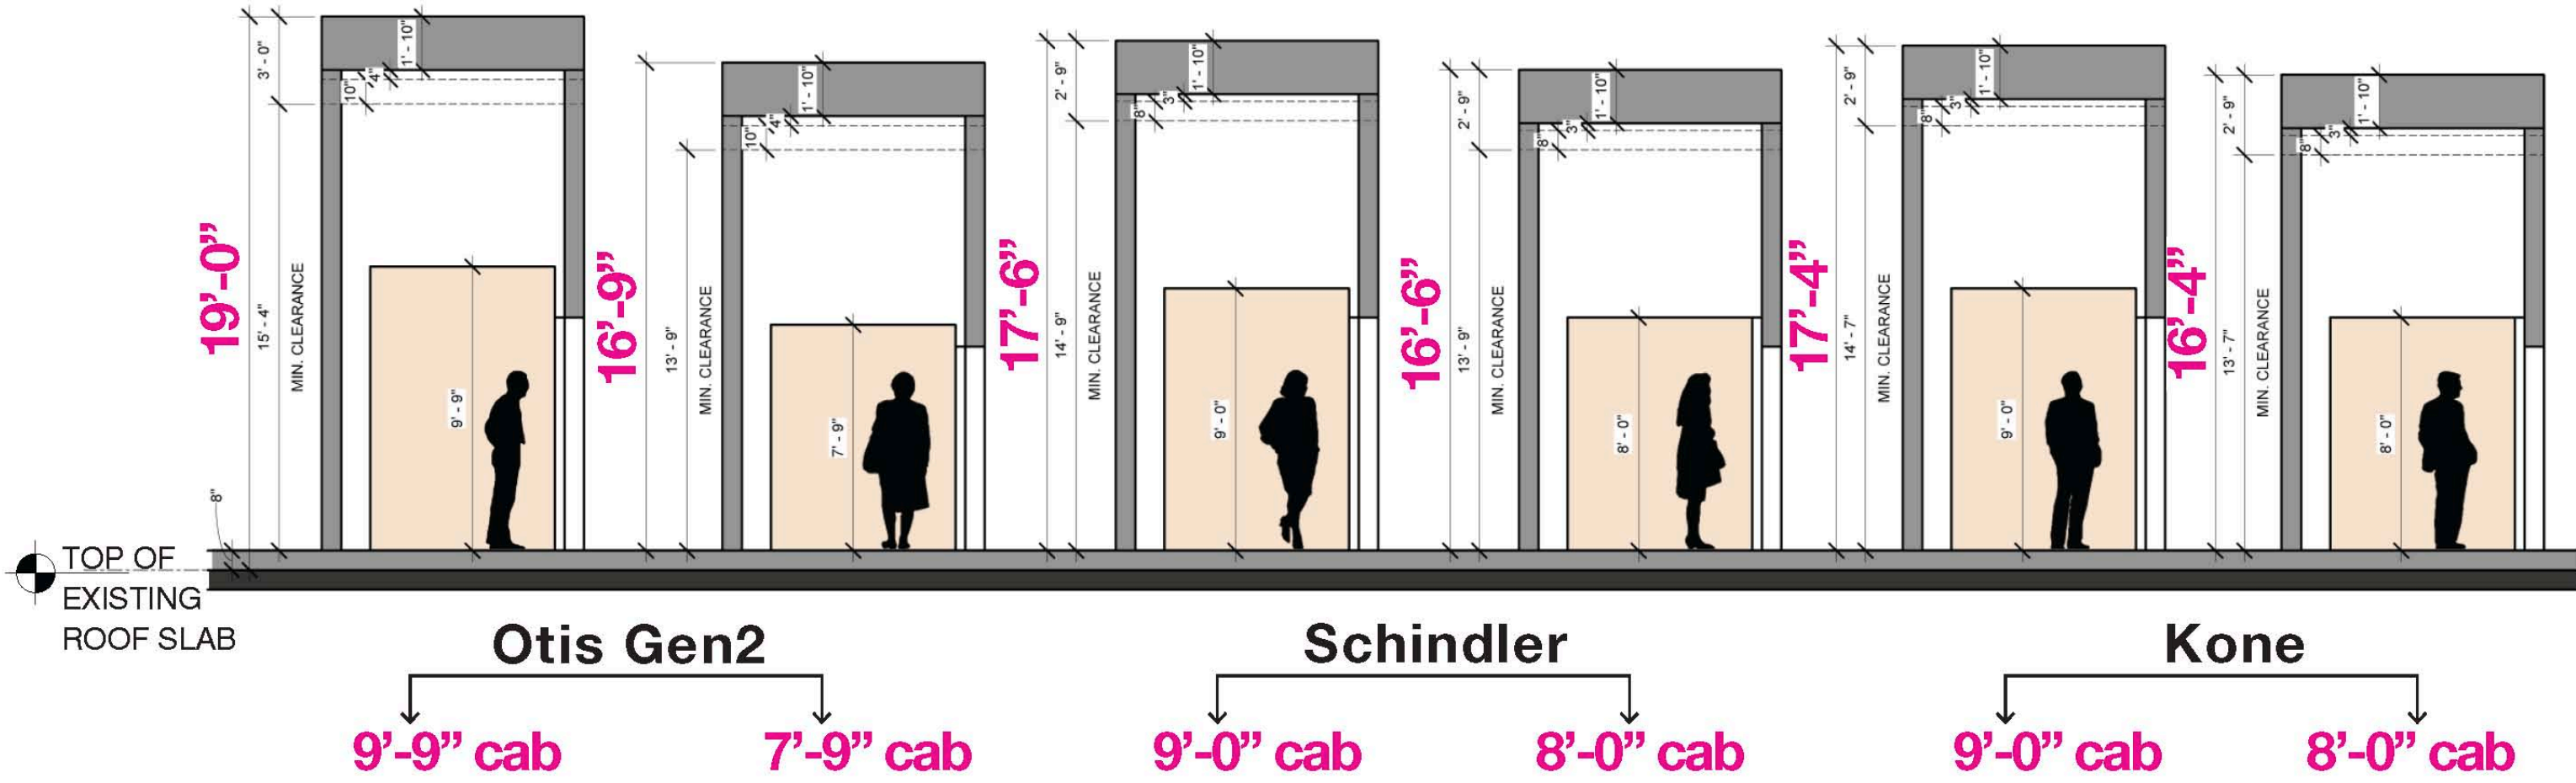 3' - 0"
1' - 10"
4"
10"
19’-0”
15' - 4"
MIN. CLEARANCE
9' - 9"
8"
1' - 10"
4"
10"
16’-9”
13' - 9"
MIN. CLEARANCE
7' - 9"
2' - 9"
1' - 10"
3"
8"
17’-6”
14' - 9"
MIN. CLEARANCE
9' - 0"
2' - 9"
1' - 10"
3"
8"
16’-6”
13' - 9"
MIN. CLEARANCE
8' - 0"
2' - 9"
1' - 10"
3"
8"
17’-4”
14' - 7"
MIN. CLEARANCE
9' - 0"
2' - 9"
1' - 10"
3"
8"
16’-4”
13' - 7"
MIN. CLEARANCE
8' - 0"
TOP OF
EXISTING
ROOF SLAB
Otis Gen2
Schindler
Kone
9’-9” cab
7’-9” cab
9’-0” cab
8’-0” cab
9’-0” cab
8’-0” cab